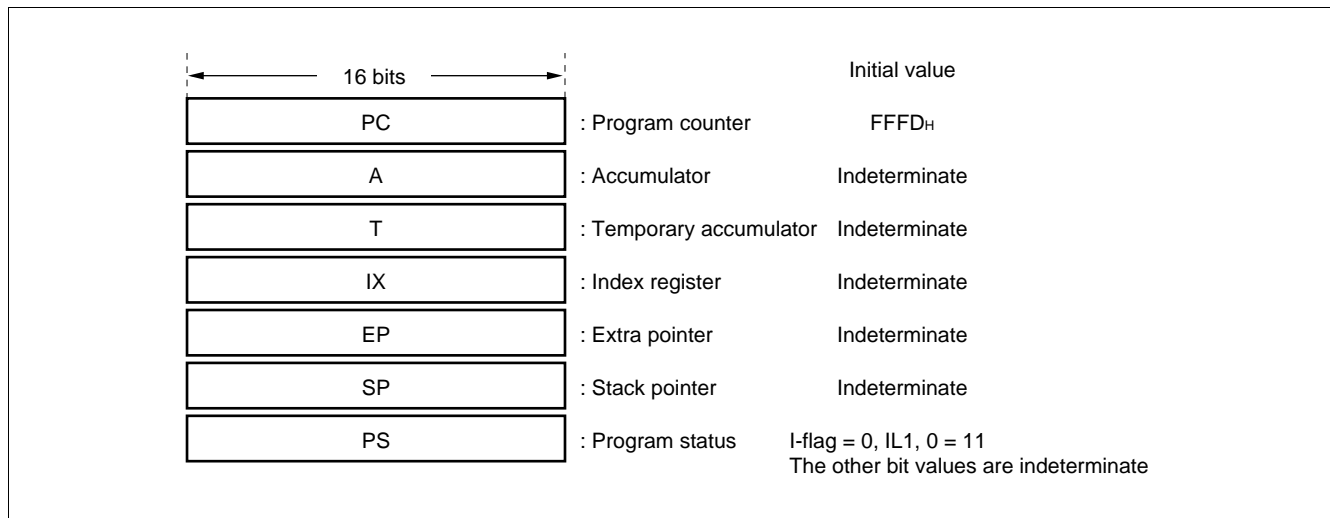 16 bits Initial value
PC : Program counter FFFDH
A : Accumulator Indeterminate
T : Temporary accumulator Indeterminate
IX : Index register Indeterminate
EP : Extra pointer Indeterminate
SP : Stack pointer Indeterminate
PS : Program status I-flag = 0, IL1, 0 = 11
The other bit values are indeterminate